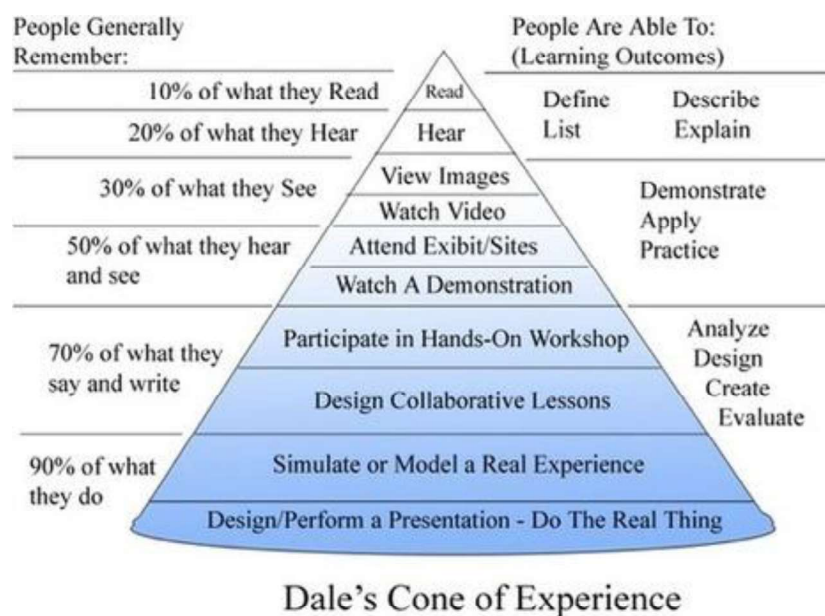 People Generally
Remember:
10% of what they Read
20% of what they Hear
30% of what they See
50% of what they hear
and see
70% of what they
say and write
90% of what
they do
Read
Hear
View Images
Watch Video
Attend Exibit/Sites
Watch A Demonstration
Participate in Hands-On Workshop
Design Collaborative Lessons
Simulate or Model a Real Experience
Design/Perform a Presentation - Do The Real Thing
People Are Able To:
(Learning Outcomes)
Define Describe
List Explain
Demonstrate
Apply
Practice
Analyze
Design
Create
Evaluate
Dale's Cone of Experience